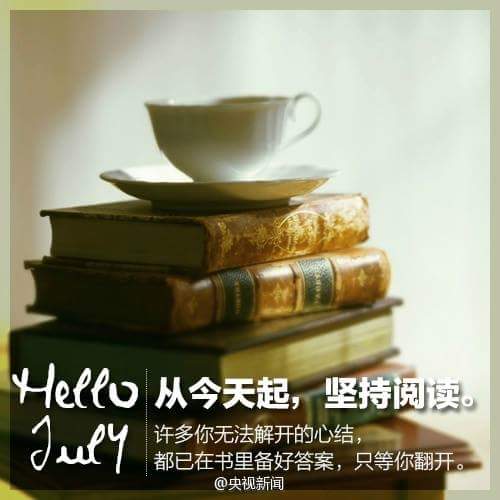 Hello
July
从今天起，坚持阅读。
许多你无法解开的心结，
都已在书里备好答案，只等你翻开。
@央视新闻